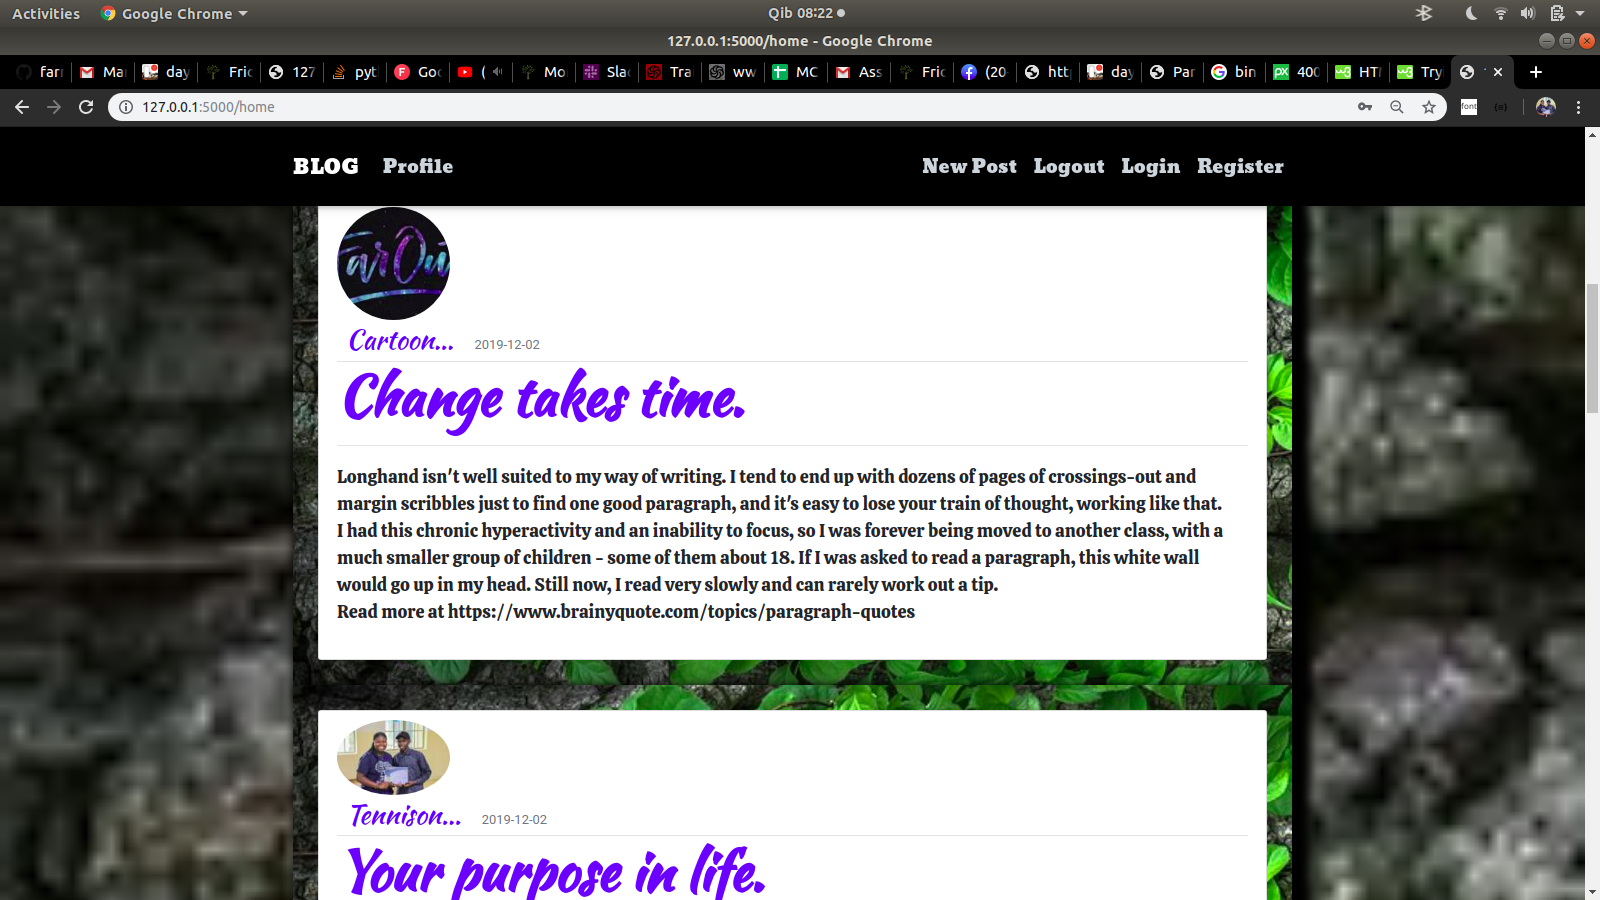 Activities Google Chrome Qib 08:22
127.0.0.1:5000/home - Google Chrome
farı Ma day Fric 127 pyt Goo ( Mo Slac Tra ww MC Ass Fric (20 htt day Par bin 400 HTM Try
127.0.0.1:5000/home font
BLOG Profile New Post Logout Login Register
FarOu
Cartoon... 2019-12-02
Change takes time.
Longhand isn't well suited to my way of writing. I tend to end up with dozens of pages of crossings-out and
margin scribbles just to find one good paragraph, and it's easy to lose your train of thought, working like that.
I had this chronic hyperactivity and an inability to focus, so I was forever being moved to another class, with a
much smaller group of children - some of them about 18. If I was asked to read a paragraph, this white wall
would go up in my head. Still now, I read very slowly and can rarely work out a tip.
Read more at https://www.brainyquote.com/topics/paragraph-quotes
Tennison... 2019-12-02
Your purpose in life.